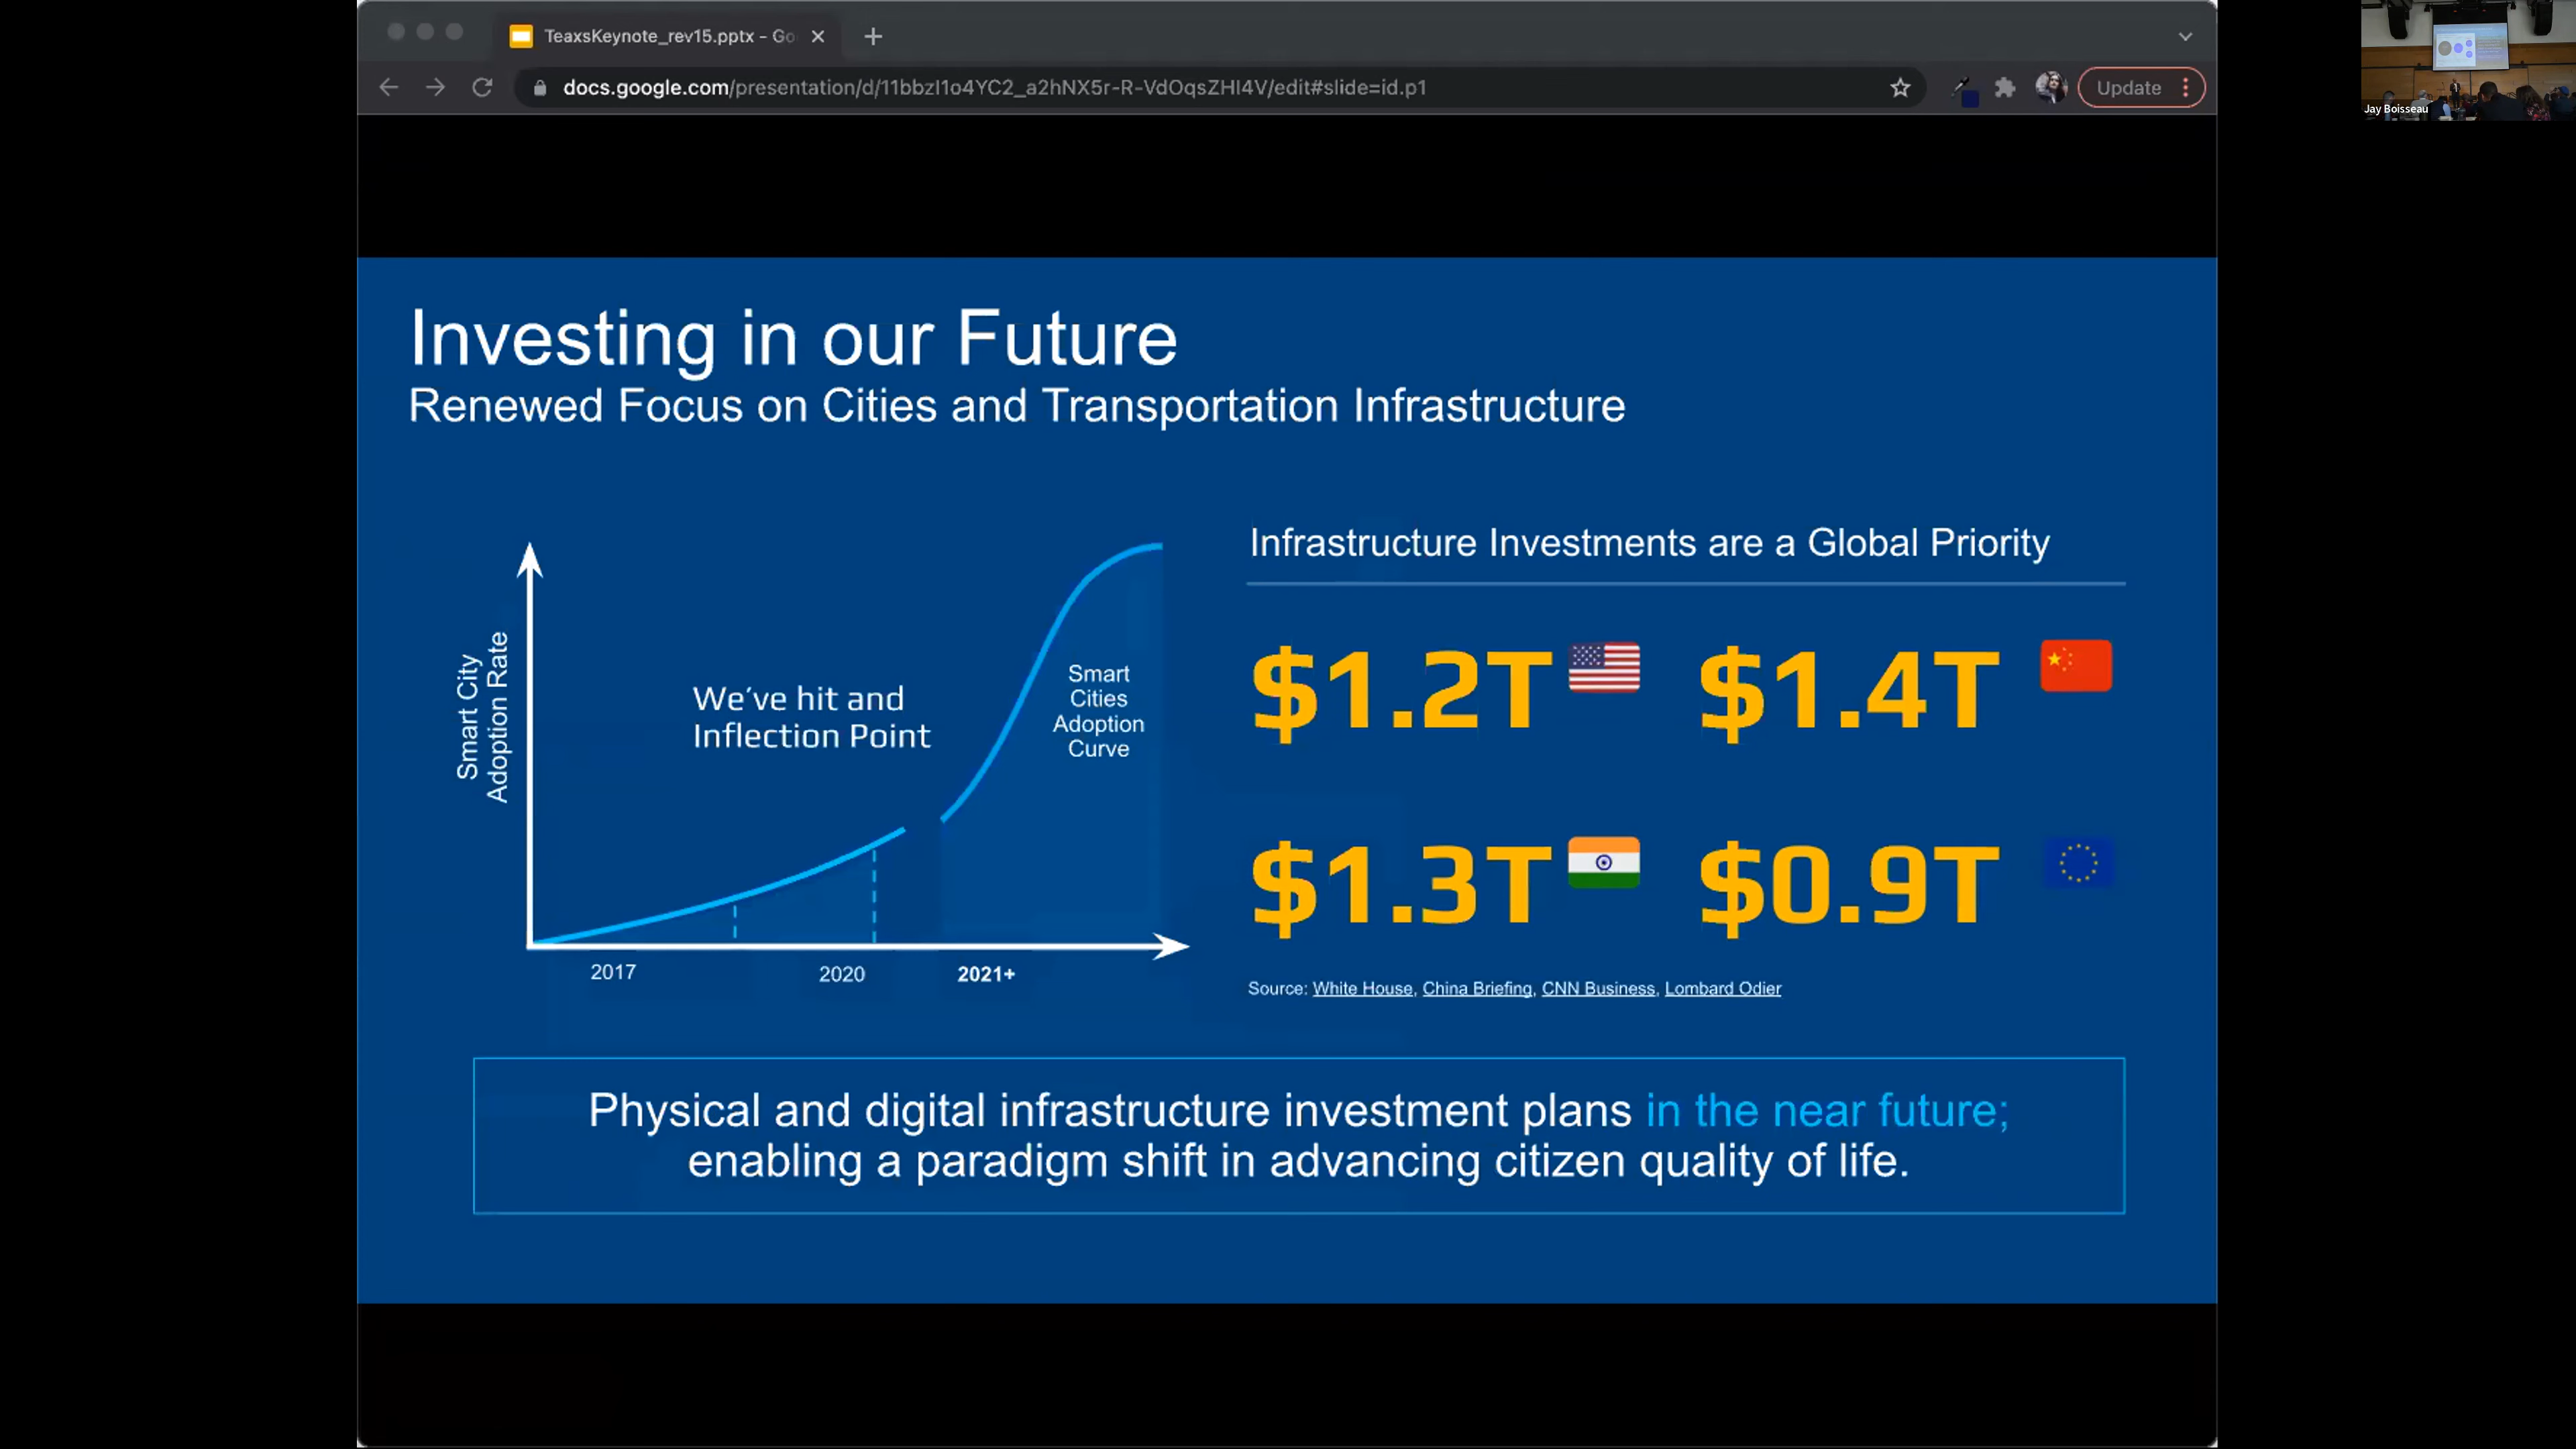 TeaxsKeynote_rev15.pptx - Go
docs.google.com/presentation/d/11bbzI1o4YC2_a2hNX5r-R-VdOqsZHI4V/edit#slide=id.p1
Update
Jay Boisseau
Investing in our Future
Renewed Focus on Cities and Transportation Infrastructure
Smart City
Adoption Rate
We've hit and
Inflection Point
Smart
Cities
Adoption
Curve
2017
2020
2021+
Infrastructure Investments are a Global Priority
$1.2T
$1.4T
$1.3T
$0.9T
Source: White House, China Briefing, CNN Business, Lombard Odier
Physical and digital infrastructure investment plans in the near future;
enabling a paradigm shift in advancing citizen quality of life.